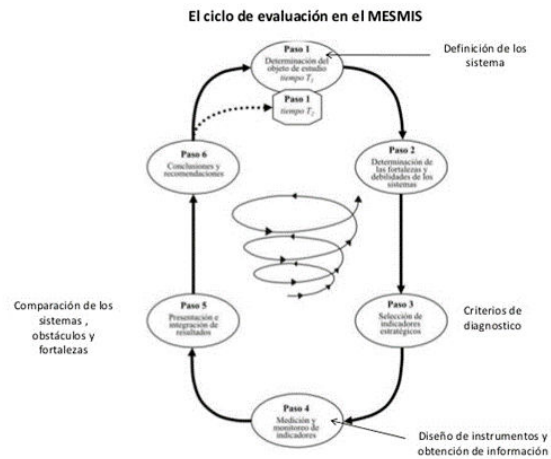 El ciclo de evaluación en el MESMIS
Paso 1
Determinación del
objeto de estudio
tiempo T₁
Definición de los
sistema
Paso 1
tiempo T₂
Paso 2
Determinación de
las fortalezas y
debilidades de los
sistemas
Paso 3
Selección de
indicadores
estratégicos
Criterios de
diagnostico
Paso 4
Medición y
monitoreo de
indicadores
Diseño de instrumentos y
obtención de información
Paso 5
Presentación e
integración de
resultados
Comparación de los
sistemas ,
obstáculos y
fortalezas
Paso 6
Conclusiones y
recomendaciones